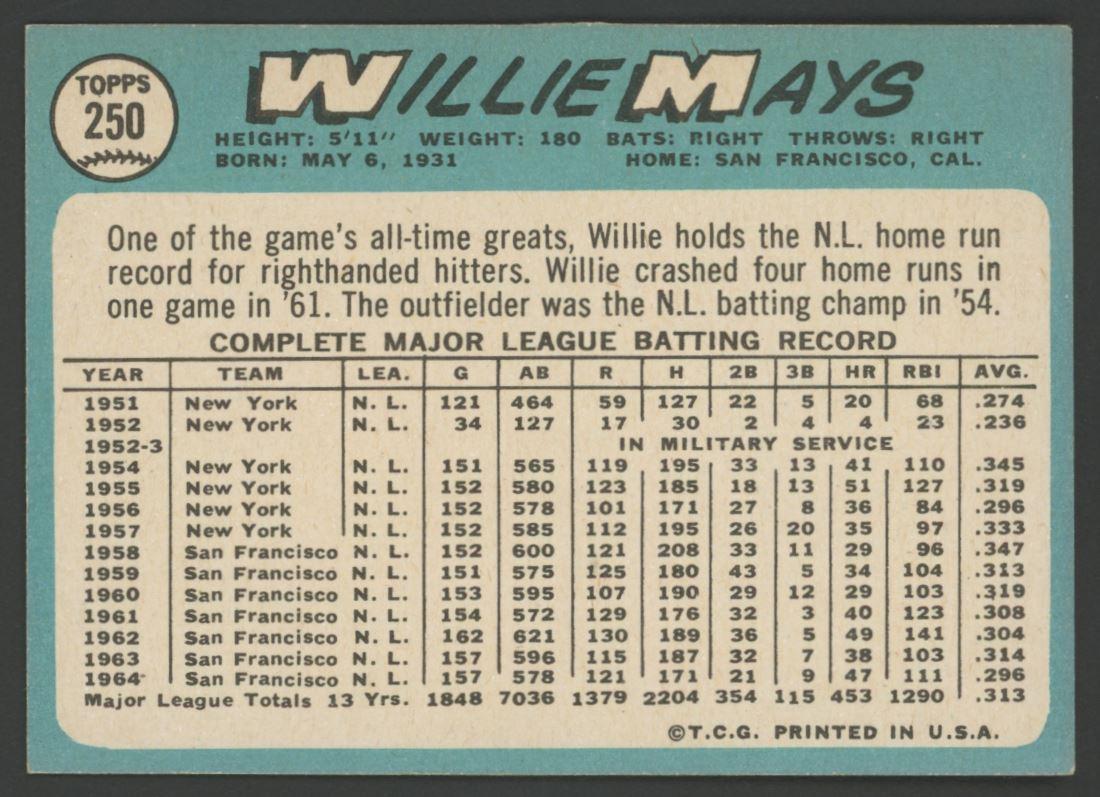 TOPPS
250
WILLIE MAYS
HEIGHT: 5'11" WEIGHT: 180 BATS: RIGHT THROWS: RIGHT
BORN: MAY 6, 1931 HOME: SAN FRANCISCO, CAL.
One of the game's all-time greats, Willie holds the N.L. home run
record for righthanded hitters. Willie crashed four home runs in
one game in '61. The outfielder was the N.L. batting champ in '54.
COMPLETE MAJOR LEAGUE BATTING RECORD
YEAR TEAM LEA. G AB R H 2B 3B HR RBI AVG.
1951 New York N. L. 121 464 59 127 22 5 20 68 .274
1952 New York N. L. 34 127 17 30 2 4 4 23 .236
1952-3 IN MILITARY SERVICE
1954 New York N. L. 151 565 119 195 33 13 41 110 .345
1955 New York N. L. 152 580 123 185 18 13 51 127 .319
1956 New York N. L. 152 578 101 171 27 8 36 84 .296
1957 New York N. L. 152 585 112 195 26 20 35 97 .333
1958 San Francisco N. L. 152 600 121 208 33 11 29 96 .347
1959 San Francisco N. L. 151 575 125 180 43 5 34 104 .313
1960 San Francisco N. L. 153 595 107 190 29 12 29 103 .319
1961 San Francisco N. L. 154 572 129 176 32 3 40 123 .308
1962 San Francisco N. L. 162 621 130 189 36 5 49 141 .304
1963 San Francisco N. L. 157 596 115 187 32 7 38 103 .314
1964 San Francisco N. L. 157 578 121 171 21 9 47 111 .296
Major League Totals 13 Yrs. 1848 7036 1379 2204 354 115 453 1290 .313
©T.C.G. PRINTED IN U.S.A.